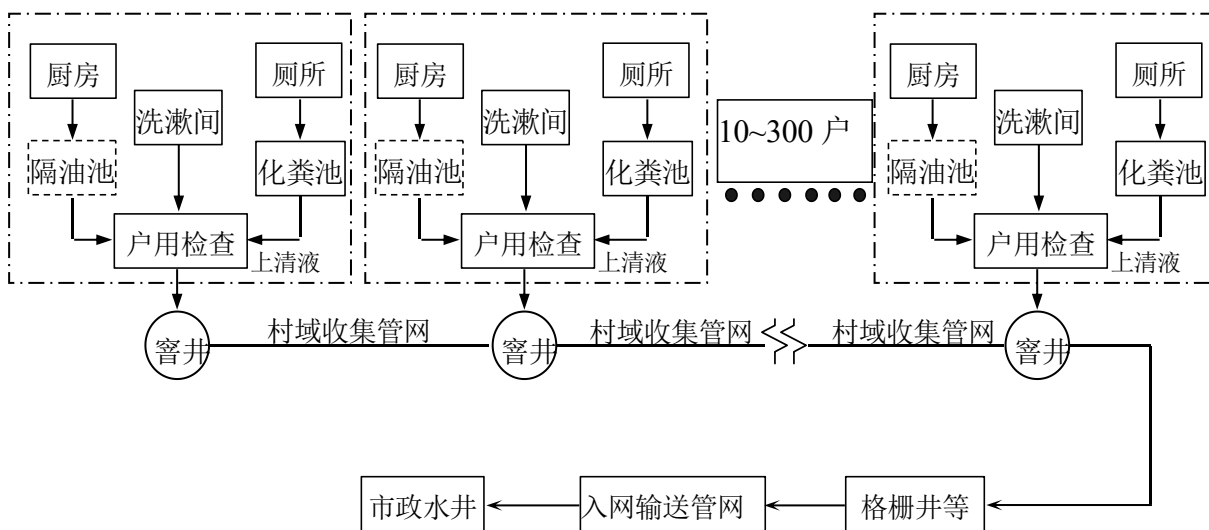 厨房
厕所
洗漱间
隔油池
化粪池
户用检查
上清液
厨房
厕所
洗漱间
隔油池
化粪池
户用检查
上清液
10~300 户
厨房
厕所
洗漱间
隔油池
化粪池
户用检查
上清液
窨井
村域收集管网
窨井
村域收集管网
村域收集管网
窨井
市政水井
入网输送管网
格栅井等